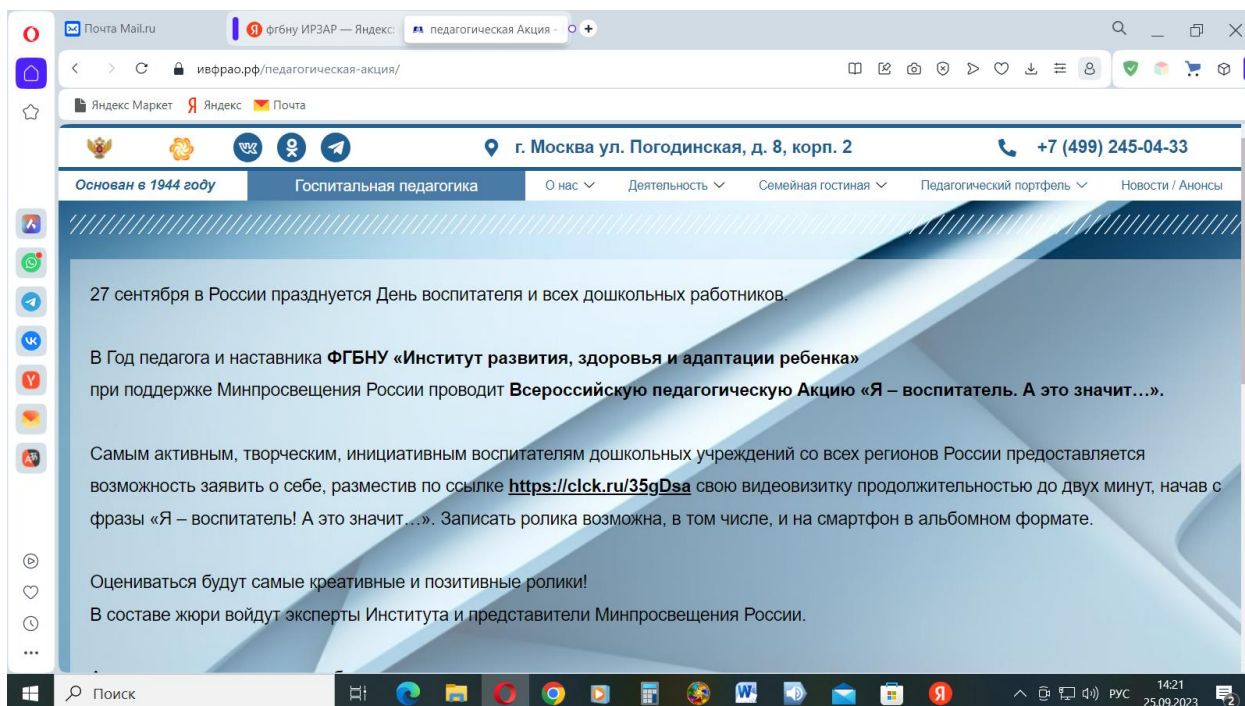 Почта Mail.ru
фгбну ИРЗАР — Яндекс:
педагогическая Акция -
ивфрао.рф/педагогическая-акция/
Яндекс Маркет
Яндекс
Почта
г. Москва ул. Погодинская, д. 8, корп. 2
+7 (499) 245-04-33
Основан в 1944 году
Госпитальная педагогика
О нас
Деятельность
Семейная гостиная
Педагогический портфель
Новости / Анонсы
27 сентября в России празднуется День воспитателя и всех дошкольных работников.
В Год педагога и наставника ФГБНУ «Институт развития, здоровья и адаптации ребенка»
при поддержке Минпросвещения России проводит Всероссийскую педагогическую Акцию «Я – воспитатель. А это значит…».
Самым активным, творческим, инициативным воспитателям дошкольных учреждений со всех регионов России предоставляется
возможность заявить о себе, разместив по ссылке https://clck.ru/35gDsa свою видеовизитку продолжительностью до двух минут, начав с
фразы «Я – воспитатель! А это значит…». Записать ролика возможна, в том числе, и на смартфон в альбомном формате.
Оцениваться будут самые креативные и позитивные ролики!
В составе жюри войдут эксперты Института и представители Минпросвещения России.
Поиск
РУС
14:21
25.09.2023
2